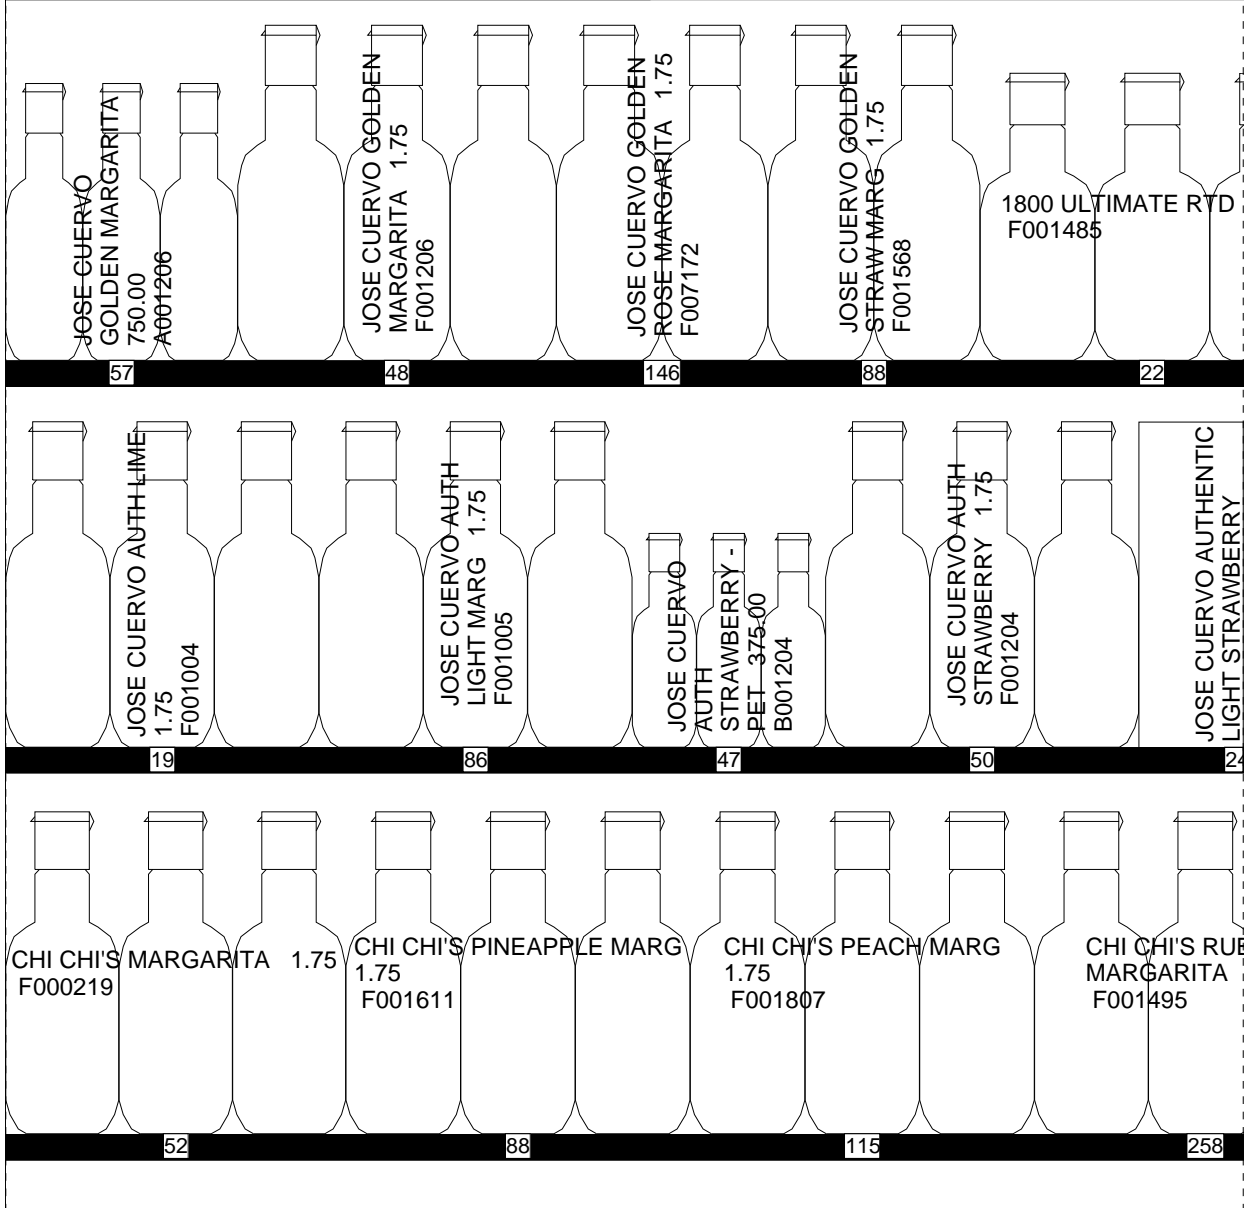 JOSE CUERVO
GOLDEN MARGARITA
750.00
A001206
JOSE CUERVO GOLDEN
MARGARITA 1.75
F001206
JOSE CUERVO GOLDEN
ROSE MARGARITA 1.75
F007172
JOSE CUERVO GOLDEN
STRAW MARG 1.75
F001568
1800 ULTIMATE RTD
F001485
57
48
146
88
22
JOSE CUERVO AUTH LIME
1.75
F001004
JOSE CUERVO AUTH
LIGHT MARG 1.75
F001005
JOSE CUERVO
AUTH
STRAWBERRY -
PET 375.00
B001204
JOSE CUERVO AUTH
STRAWBERRY 1.75
F001204
JOSE CUERVO AUTHENTIC
LIGHT STRAWBERRY
19
86
47
50
CHI CHI'S MARGARITA 1.75
F000219
CHI CHI'S PINEAPPLE MARG
1.75
F001611
CHI CHI'S PEACH MARG
1.75
F001807
CHI CHI'S
MARGARITA
F001495
52
88
115
258